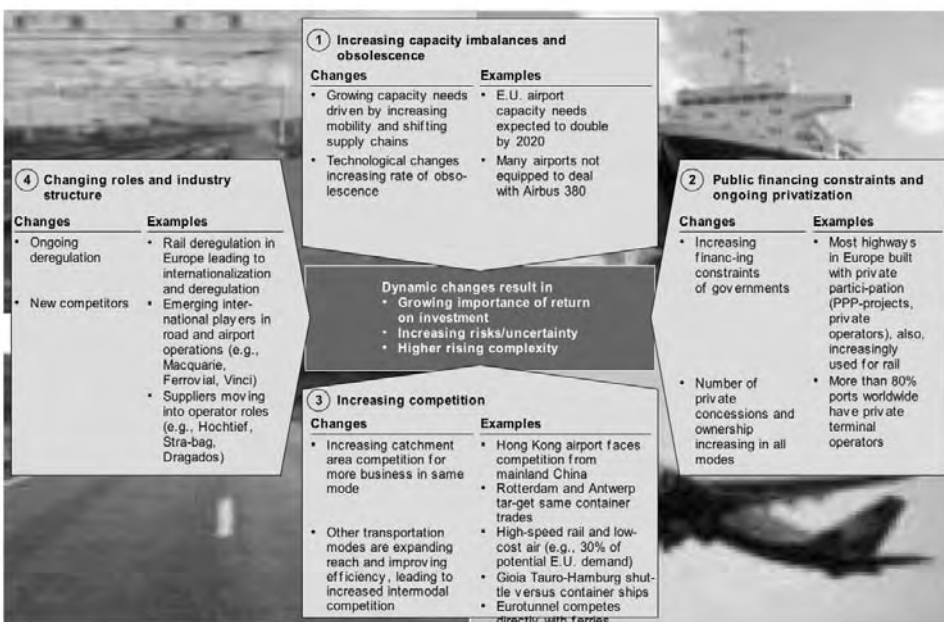 1 Increasing capacity imbalances and
obsolescence
Changes
• Growing capacity needs
driven by increasing
mobility and shifting
supply chains
• Technological changes
increasing rate of obso-
lescence
Examples
• E.U. airport
capacity needs
expected to double
by 2020
• Many airports not
equipped to deal
with Airbus 380
2 Public financing constraints and
ongoing privatization
Changes
• Increasing
financ-ing
constraints
of governments
• Number of
private
concessions and
ownership
increasing in all
modes
Examples
• Most highways
in Europe built
with private
partici-pation
(PPP-projects,
private
operators), also,
increasingly
used for rail
• More than 80%
ports worldwide
have private
terminal
operators
3 Increasing competition
Changes
• Increasing catchment
area competition for
more business in same
mode
• Other transportation
modes are expanding
reach and improving
efficiency, leading to
increased intermodal
competition
Examples
• Hong Kong airport faces
competition from
mainland China
• Rotterdam and Antwerp
tar-get same container
trades
• High-speed rail and low-
cost air (e.g., 30% of
potential E.U. demand)
• Gioia Tauro-Hamburg shut-
tle versus container ships
• Eurotunnel competes
directly with ferries
4 Changing roles and industry
structure
Changes
• Ongoing
deregulation
• New competitors
Examples
• Rail deregulation in
Europe leading to
internationalization
and deregulation
• Emerging inter-
national players in
road and airport
operations (e.g.,
Macquarie,
Ferrovial, Vinci)
• Suppliers moving
into operator roles
(e.g., Hochtief,
Stra-bag,
Dragados)
Dynamic changes result in
• Growing importance of return
on investment
• Increasing risks/uncertainty
• Higher rising complexity